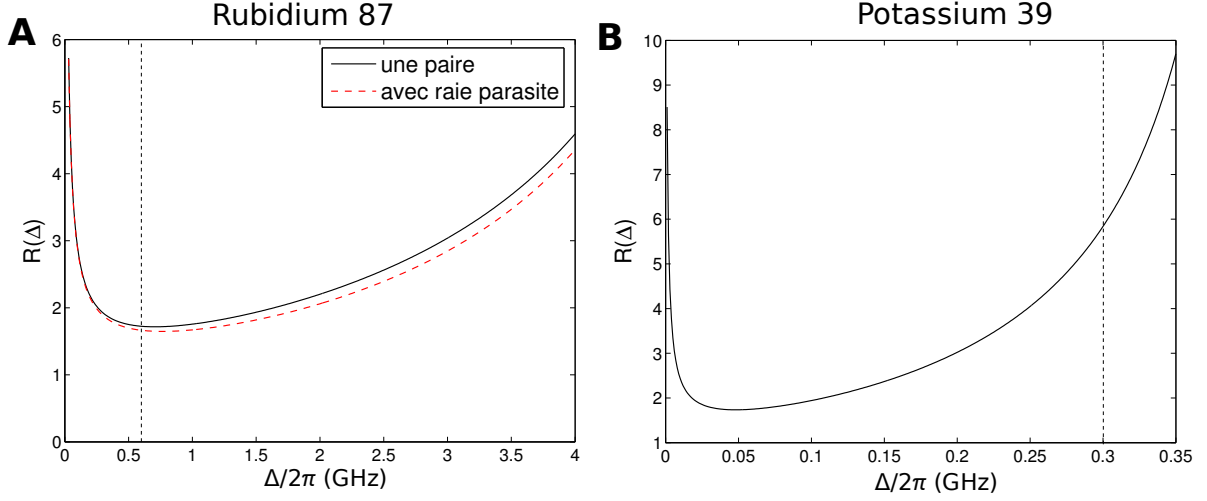 Rubidium 87
A
une paire
avec raie parasite
6
5
4
3
2
1
0
R(Δ)
0 0.5 1 1.5 2 2.5 3 3.5 4
Δ/2π (GHz)
Potassium 39
B
10
9
8
7
6
5
4
3
2
1
R(Δ)
0 0.05 0.1 0.15 0.2 0.25 0.3 0.35
Δ/2π (GHz)